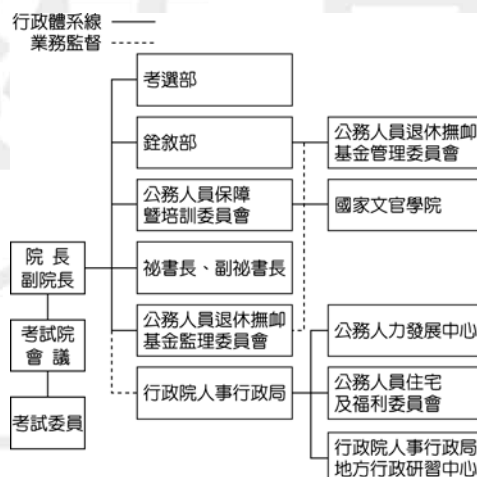 行政體系線
業務監督
考選部
銓敘部
公務人員退休撫卹
基金管理委員會
公務人員保障
暨培訓委員會
國家文官學院
院長
副院長
祕書長、副祕書長
考試院
會議
公務人員退休撫卹
基金監理委員會
公務人力發展中心
考試委員
行政院人事行政局
公務人員住宅
及福利委員會
行政院人事行政局
地方行政研習中心